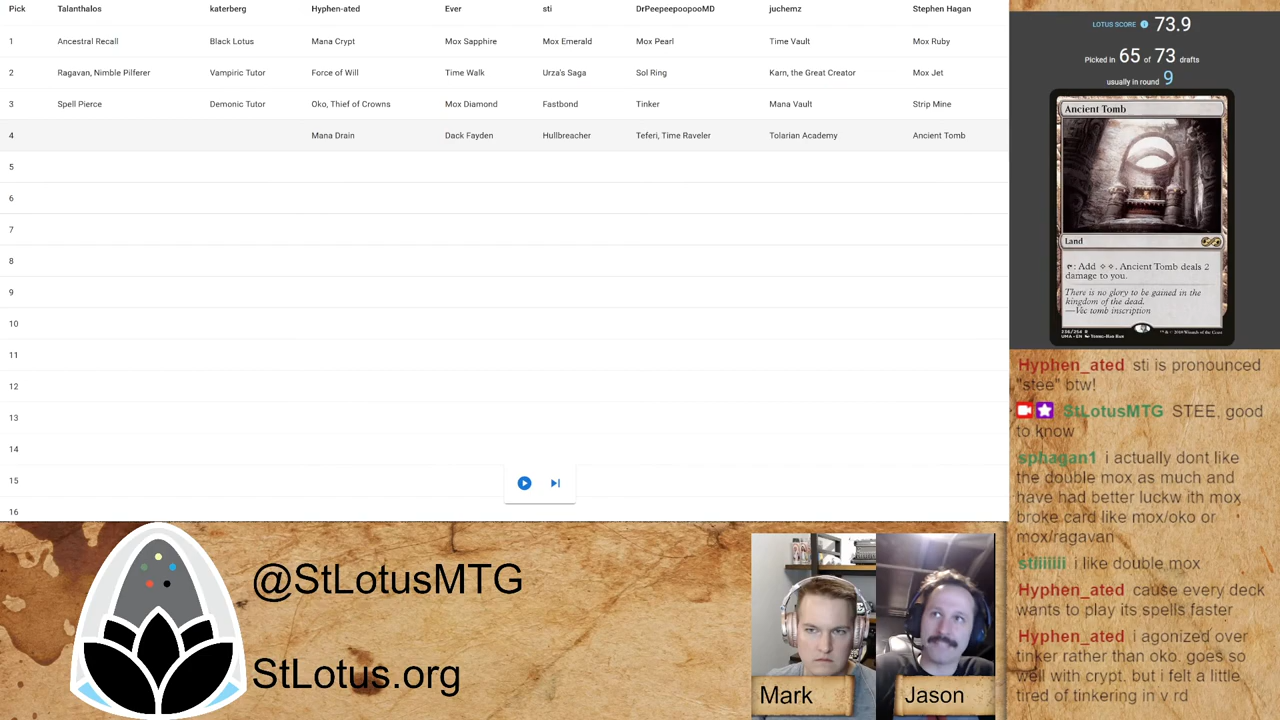 Pick Talanthalos katerberg Hyphen-ated Ever sti DrPeepeepoopooMD juchemz Stephen Hagan
1 Ancestral Recall Black Lotus Mana Crypt Mox Sapphire Mox Emerald Mox Pearl Time Vault Mox Ruby
2 Ragavan, Nimble Pilferer Vampiric Tutor Force of Will Time Walk Urza's Saga Sol Ring Karn, the Great Creator Mox Jet
3 Spell Pierce Demonic Tutor Oko, Thief of Crowns Mox Diamond Fastbond Tinker Mana Vault Strip Mine
4 Mana Drain Dack Fayden Hullbreacher Teferi, Time Raveler Tolarian Academy Ancient Tomb
5
6
7
8
9
10
11
12
13
14
15
16
LOTUS SCORE 73.9
Picked in 65 of 73 drafts
usually in round 9
Ancient Tomb
Land
: Add . Ancient Tomb deals 2
damage to you.
There is no glory to be gained in the
kingdom of the dead.
—Vec tomb inscription
Hyphen_ated sti is pronounced
"stee" btw!
StLotusMTG STEE, good
to know
sphagan1 i actually dont like
the double mox as much and
have had better luckw ith mox
broke card like mox/oko or
mox/ragavan
i like double mox
Hyphen_ated cause every deck
wants to play its spells faster
Hyphen_ated i agonized over
tinker rather than oko. goes so
well with crypt. but i felt a little
tired of tinkering in v rd
@StLotusMTG
StLotus.org
Mark
Jason